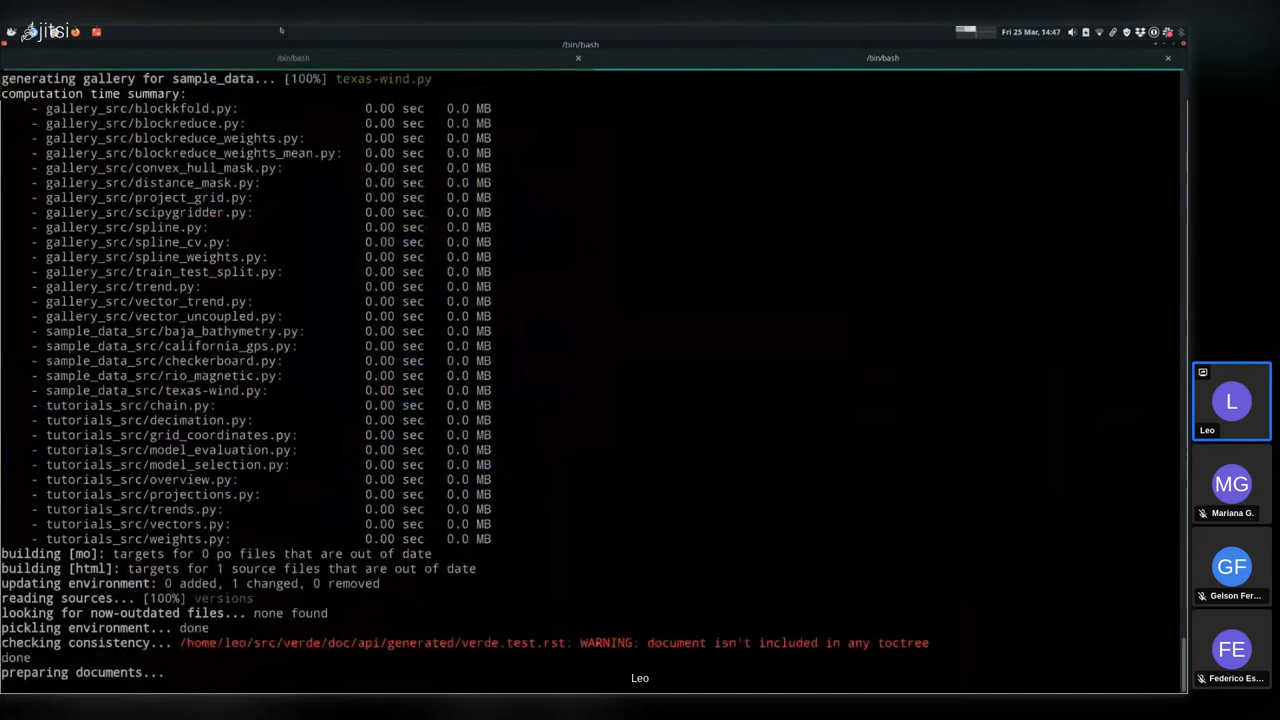 jitsi
Fri 25 Mar, 14:47
/bin/bash
/bin/bash
/bin/bash
generating gallery for sample_data... [100%] texas-wind.py
computation time summary:
- gallery_src/blockkfold.py: 0.00 sec 0.0 MB
- gallery_src/blockreduce.py: 0.00 sec 0.0 MB
- gallery_src/blockreduce_weights.py: 0.00 sec 0.0 MB
- gallery_src/blockreduce_weights_mean.py: 0.00 sec 0.0 MB
- gallery_src/convex_hull_mask.py: 0.00 sec 0.0 MB
- gallery_src/distance_mask.py: 0.00 sec 0.0 MB
- gallery_src/project_grid.py: 0.00 sec 0.0 MB
- gallery_src/scipygridder.py: 0.00 sec 0.0 MB
- gallery_src/spline.py: 0.00 sec 0.0 MB
- gallery_src/spline_cv.py: 0.00 sec 0.0 MB
- gallery_src/spline_weights.py: 0.00 sec 0.0 MB
- gallery_src/train_test_split.py: 0.00 sec 0.0 MB
- gallery_src/trend.py: 0.00 sec 0.0 MB
- gallery_src/vector_trend.py: 0.00 sec 0.0 MB
- gallery_src/vector_uncoupled.py: 0.00 sec 0.0 MB
- sample_data_src/baja_bathymetry.py: 0.00 sec 0.0 MB
- sample_data_src/california_gps.py: 0.00 sec 0.0 MB
- sample_data_src/checkerboard.py: 0.00 sec 0.0 MB
- sample_data_src/rio_magnetic.py: 0.00 sec 0.0 MB
- sample_data_src/texas-wind.py: 0.00 sec 0.0 MB
- tutorials_src/chain.py: 0.00 sec 0.0 MB
- tutorials_src/decimation.py: 0.00 sec 0.0 MB
- tutorials_src/grid_coordinates.py: 0.00 sec 0.0 MB
- tutorials_src/model_evaluation.py: 0.00 sec 0.0 MB
- tutorials_src/model_selection.py: 0.00 sec 0.0 MB
- tutorials_src/overview.py: 0.00 sec 0.0 MB
- tutorials_src/projections.py: 0.00 sec 0.0 MB
- tutorials_src/trends.py: 0.00 sec 0.0 MB
- tutorials_src/vectors.py: 0.00 sec 0.0 MB
- tutorials_src/weights.py: 0.00 sec 0.0 MB
building [mo]: targets for 0 po files that are out of date
building [html]: targets for 1 source files that are out of date
updating environment: 0 added, 1 changed, 0 removed
reading sources... [100%] versions
looking for now-outdated files... none found
pickling environment... done
checking consistency... /home/leo/src/verde/doc/api/generated/verde.test.rst: WARNING: document isn't included in any toctree
done
preparing documents...
Leo
L
Leo
MG
Mariana G.
GF
Gelson Fer...
FE
Federico Es...